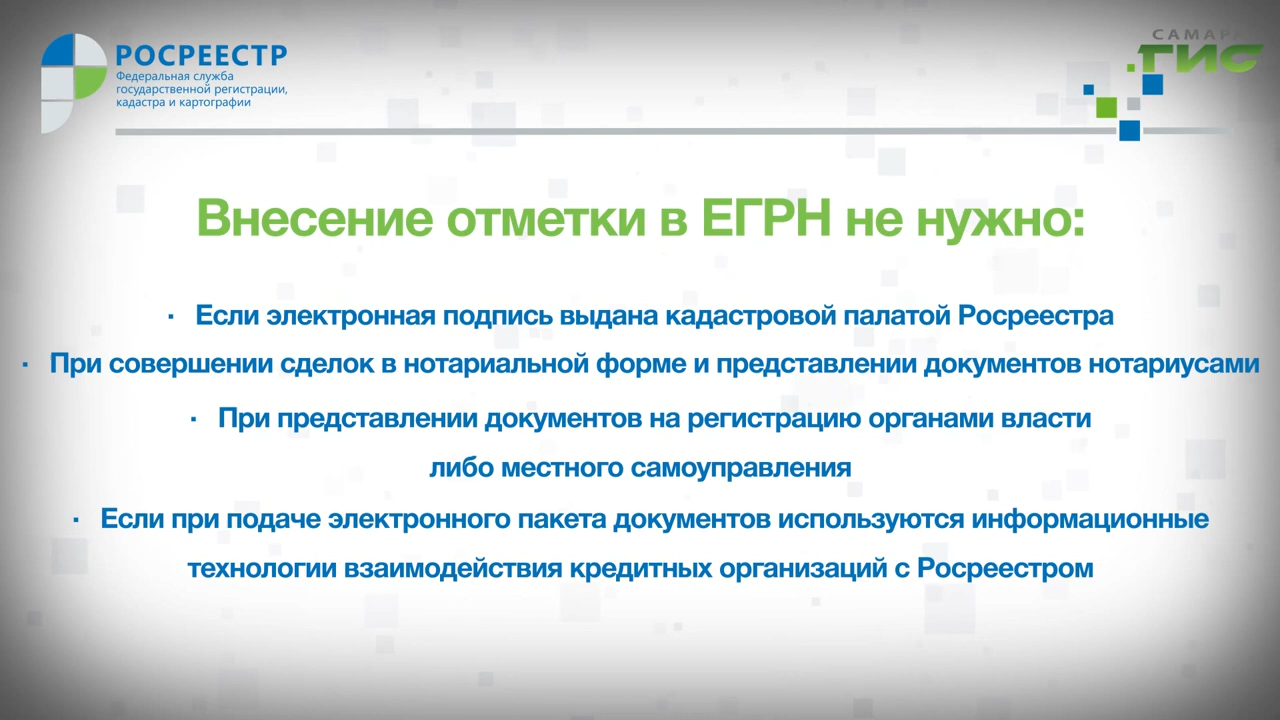 РОСРЕЕСТР
Федеральная служба
государственной регистрации,
кадастра и картографии
САМАРА
ГИС
Внесение отметки в ЕГРН не нужно:
· Если электронная подпись выдана кадастровой палатой Росреестра
· При совершении сделок в нотариальной форме и представлении документов нотариусами
· При представлении документов на регистрацию органами власти
либо местного самоуправления
· Если при подаче электронного пакета документов используются информационные
технологии взаимодействия кредитных организаций с Росреестром